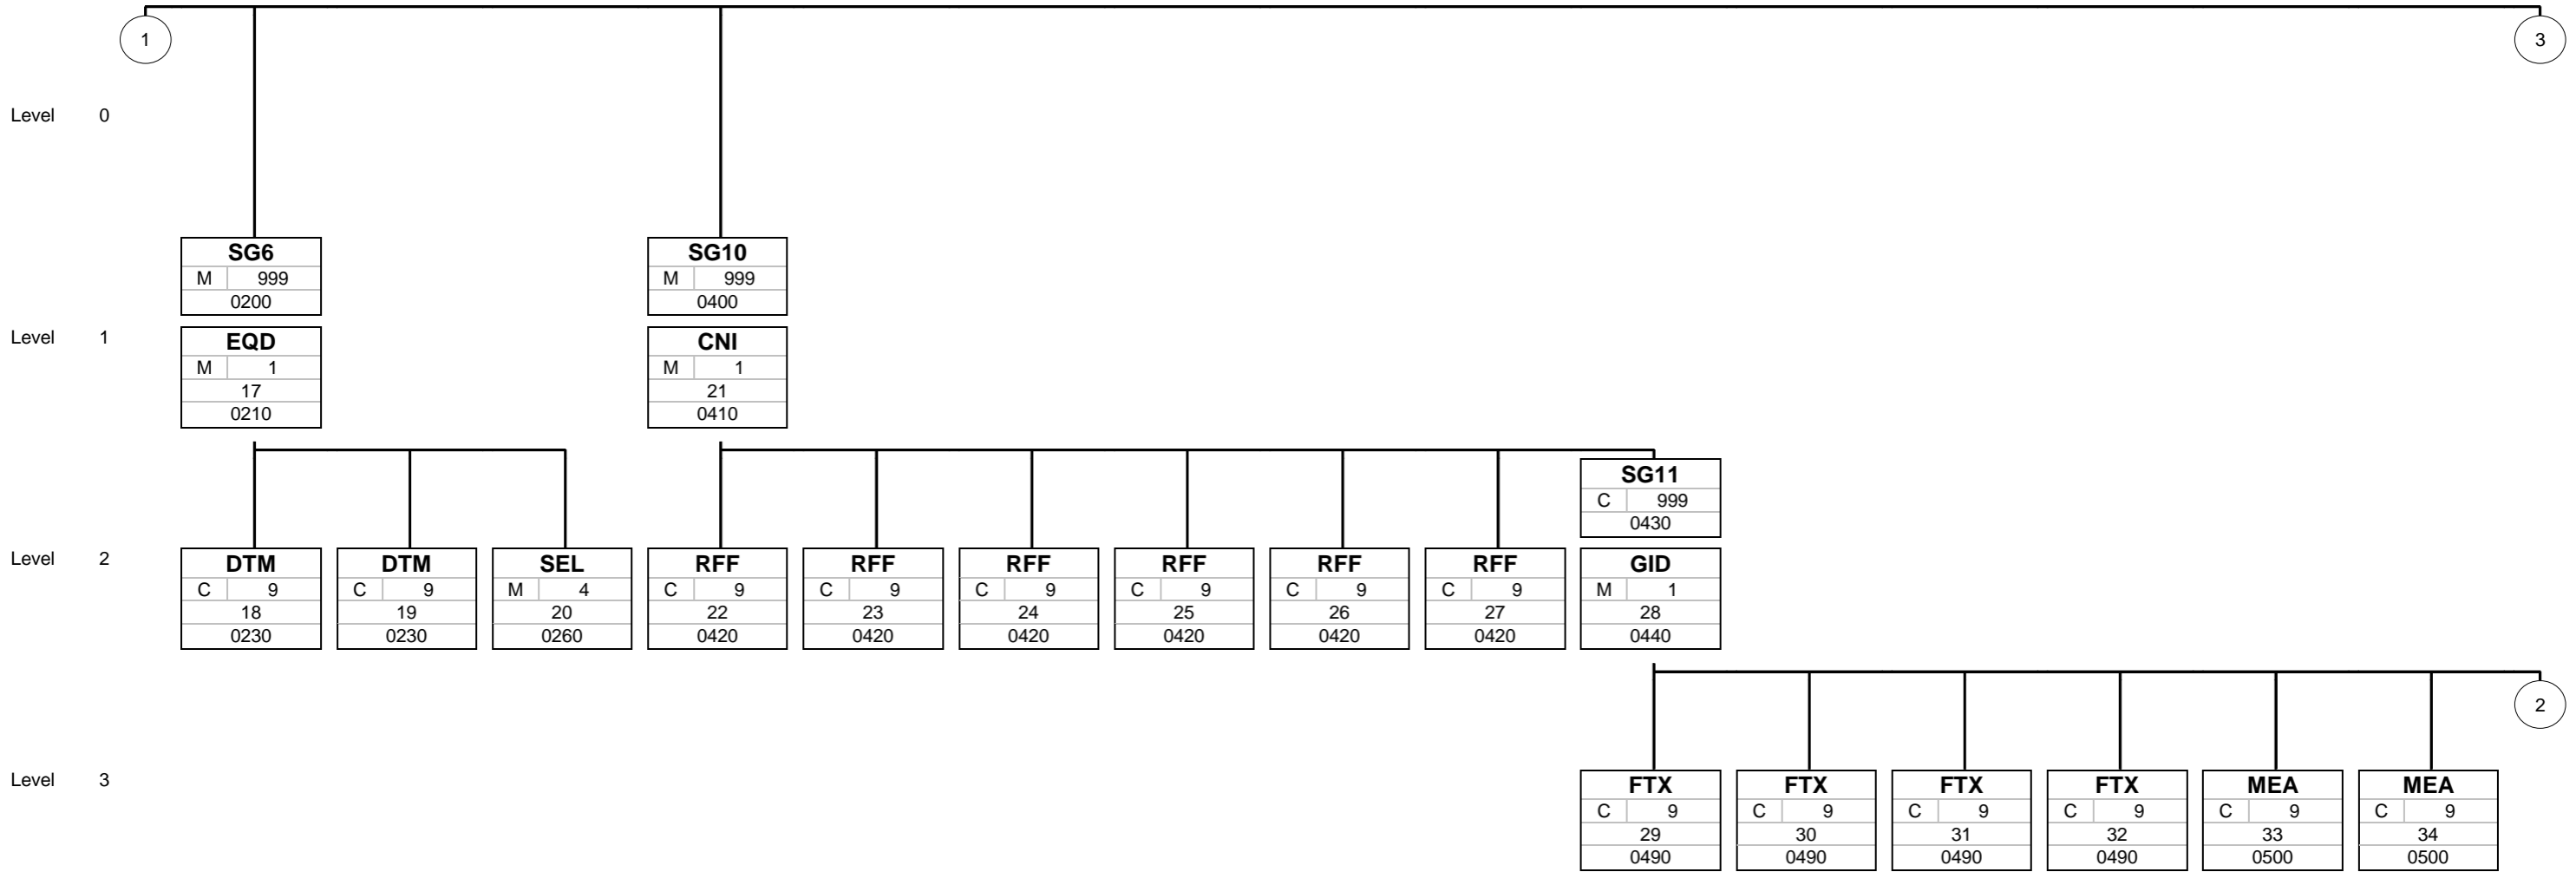 1
3
Level 0
SG6
M 999
0200
SG10
M 999
0400
Level 1
EQD
M 1
17
0210
CNI
M 1
21
0410
SG11
C 999
0430
Level 2
DTM
C 9
18
0230
DTM
C 9
19
0230
SEL
M 4
20
0260
RFF
C 9
22
0420
RFF
C 9
23
0420
RFF
C 9
24
0420
RFF
C 9
25
0420
RFF
C 9
26
0420
RFF
C 9
27
0420
GID
M 1
28
0440
2
Level 3
FTX
C 9
29
0490
FTX
C 9
30
0490
FTX
C 9
31
0490
FTX
C 9
32
0490
MEA
C 9
33
0500
MEA
C 9
34
0500